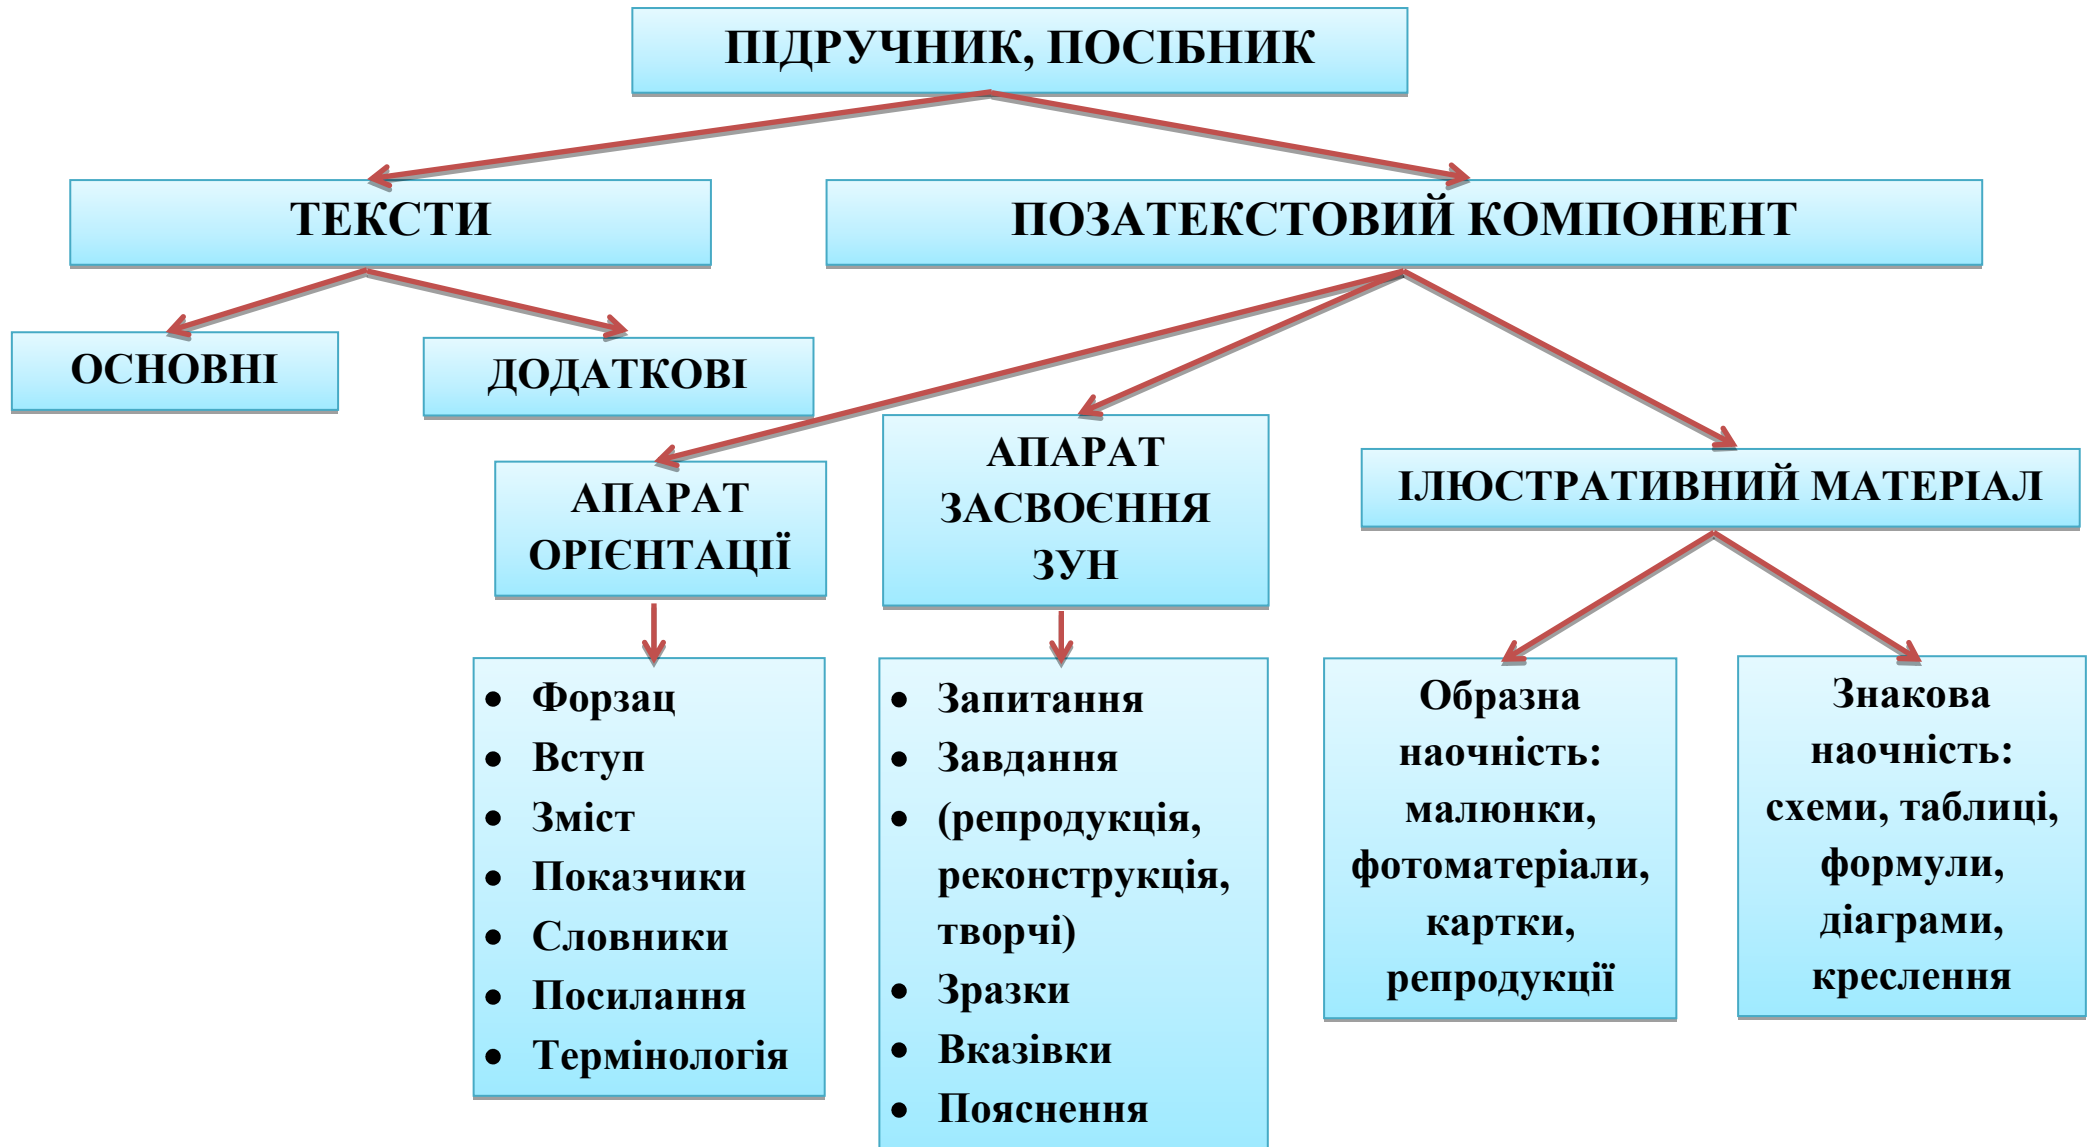 ПІДРУЧНИК, ПОСІБНИК
ТЕКСТИ
ПОЗАТЕКСТОВИЙ КОМПОНЕНТ
ОСНОВНІ
ДОДАТКОВІ
АПАРАТ
ОРІЄНТАЦІЇ
АПАРАТ
ЗАСВОЄННЯ
ЗУН
ІЛЮСТРАТИВНИЙ МАТЕРІАЛ
• Форзац
• Вступ
• Зміст
• Показчики
• Словники
• Посилання
• Термінологія
• Запитання
• Завдання
• (репродукція,
реконструкція,
творчі)
• Зразки
• Вказівки
• Пояснення
Образна
наочність:
малюнки,
фотоматеріали,
картки,
репродукції
Знакова
наочність:
схеми, таблиці,
формули,
діаграми,
креслення